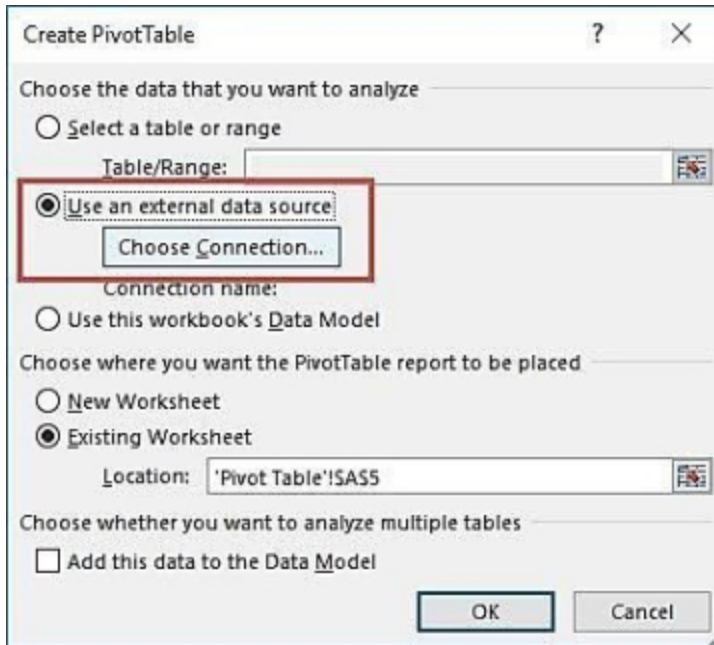 Create PivotTable ? ×
Choose the data that you want to analyze
Select a table or range
Table/Range:
Use an external data source
Choose Connection...
Connection name:
Use this workbook's Data Model
Choose where you want the PivotTable report to be placed
New Worksheet
Existing Worksheet
Location: 'Pivot Table'!$A$5
Choose whether you want to analyze multiple tables
Add this data to the Data Model
OK Cancel